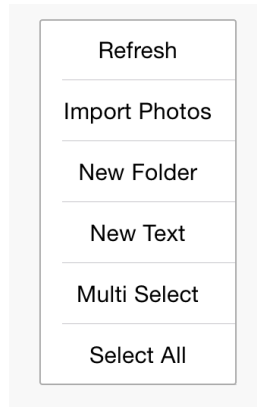 Refresh
Import Photos
New Folder
New Text
Multi Select
Select All